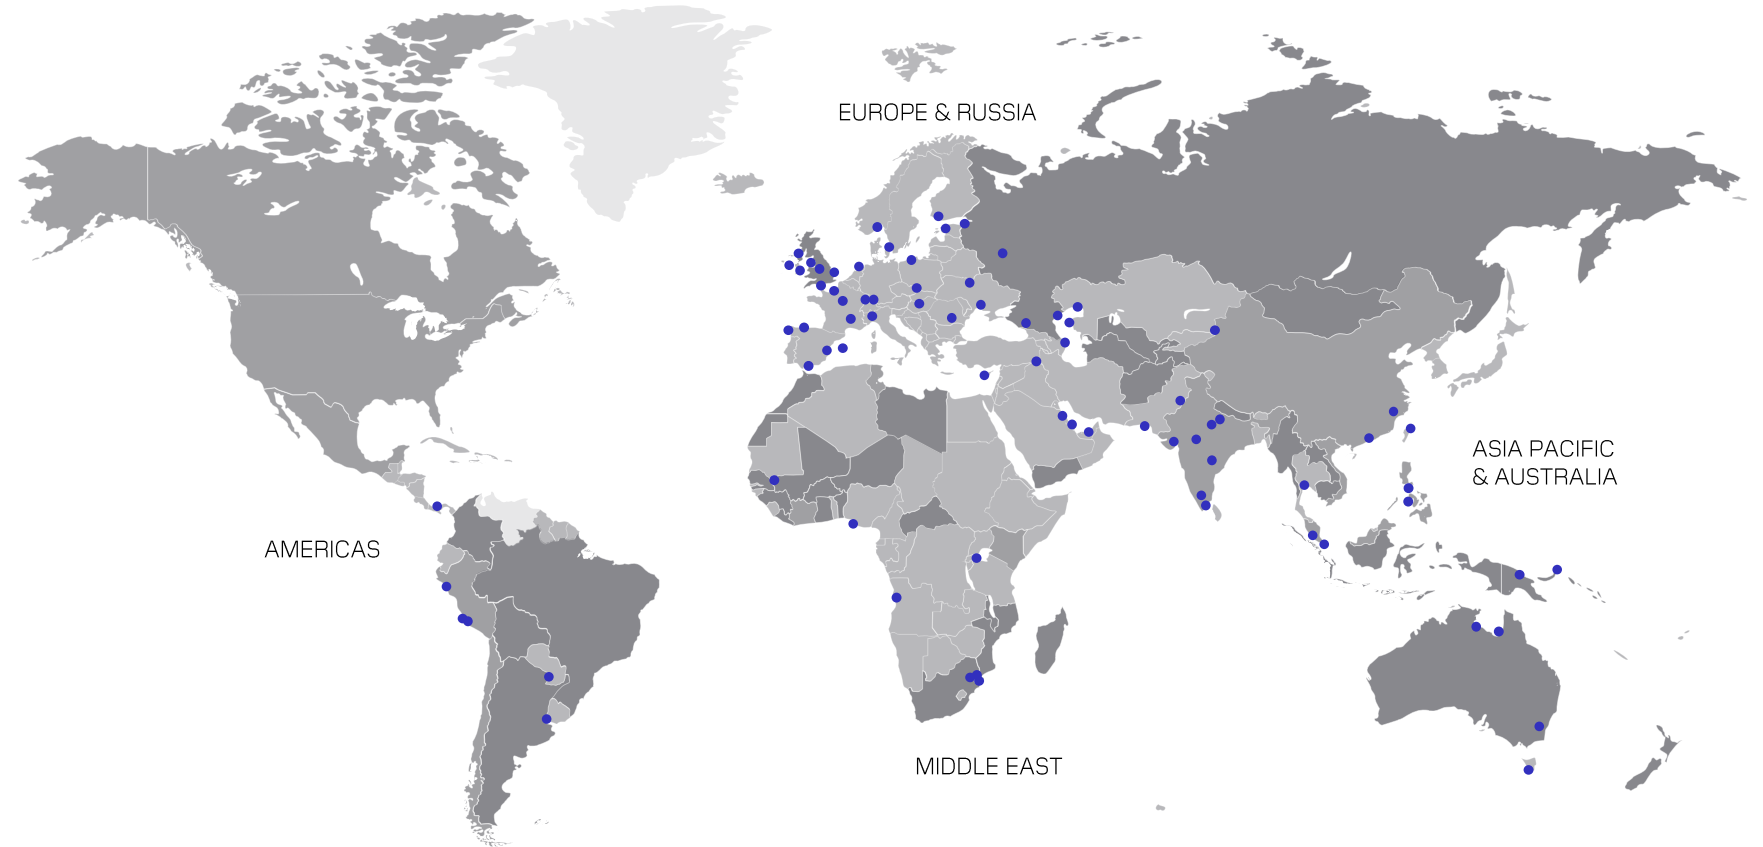 EUROPE & RUSSIA
ASIA PACIFIC
& AUSTRALIA
AMERICAS
MIDDLE EAST